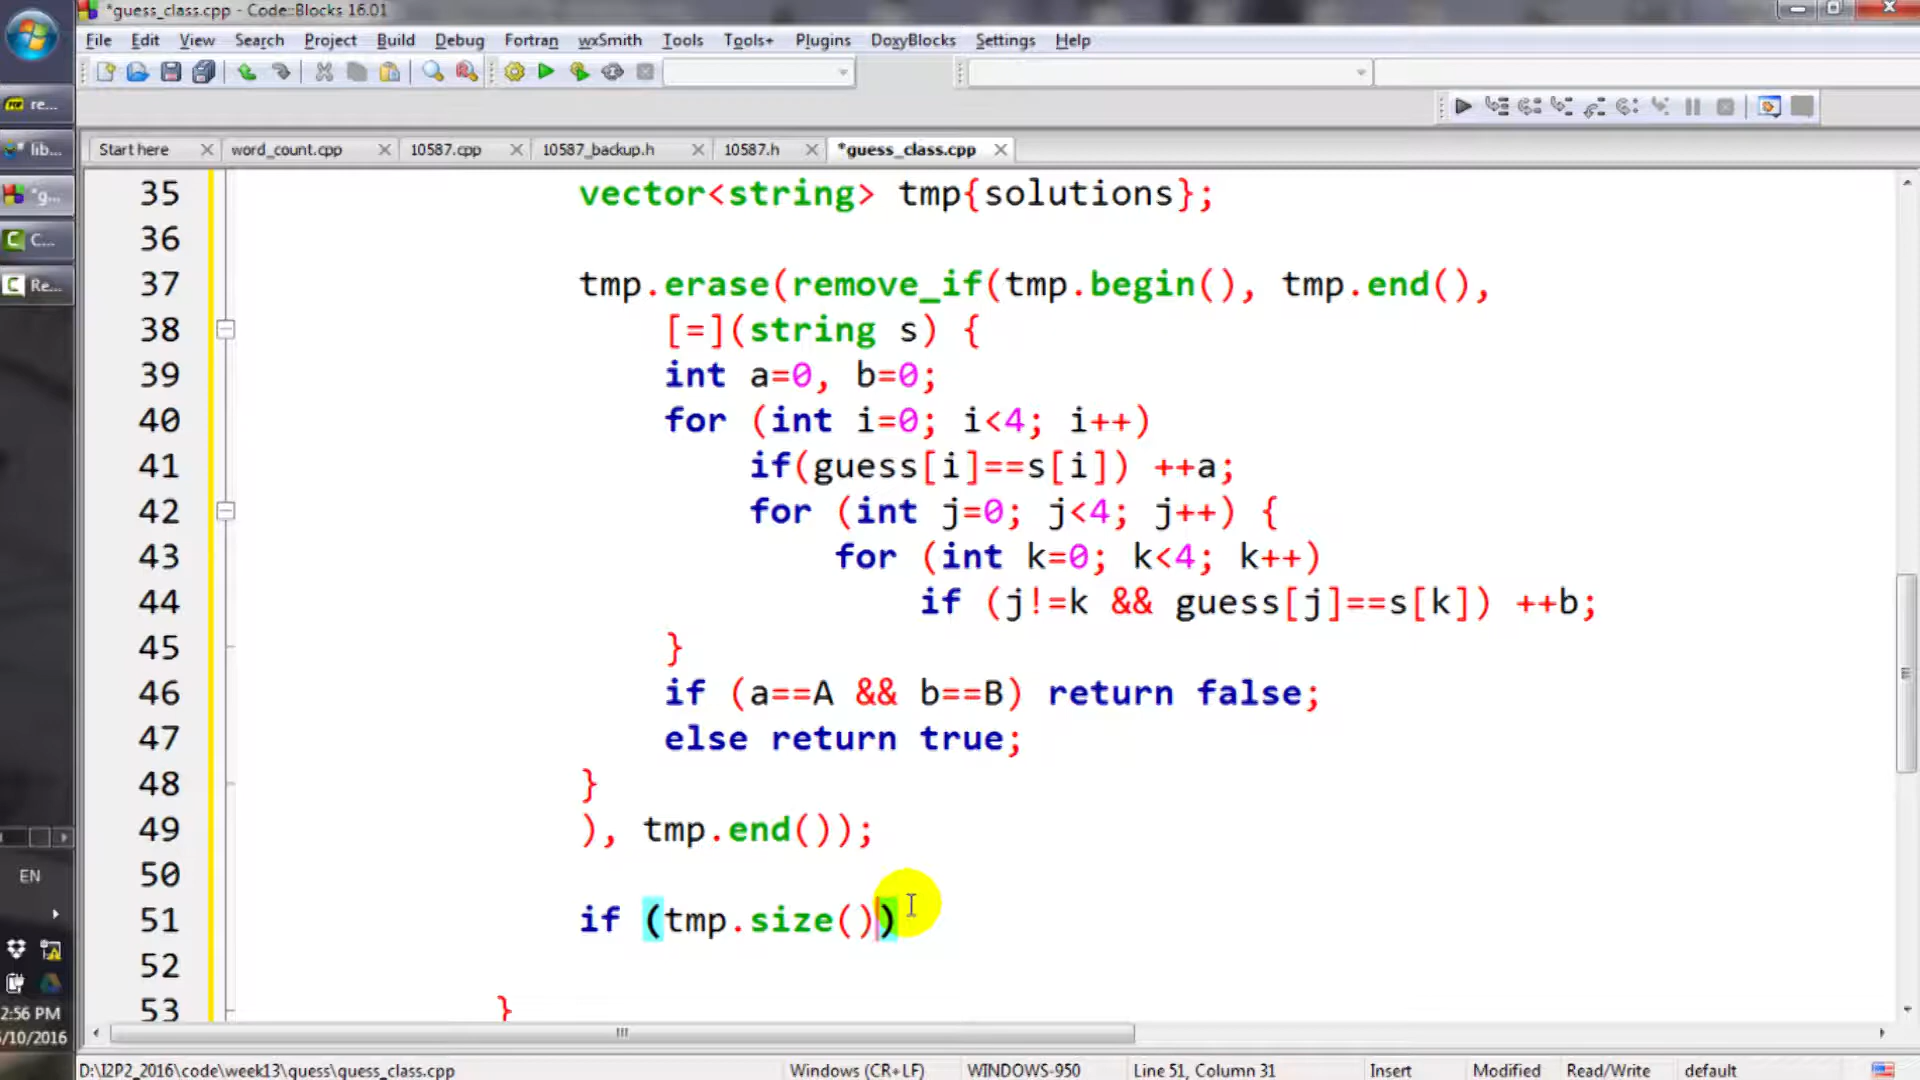 *guess_class.cpp - Code::Blocks 16.01
File Edit View Search Project Build Debug Fortran wxSmith Tools Tools+ Plugins DoxyBlocks Settings Help
re...
lib...
*g...
C...
Re...
Start here word_count.cpp 10587.cpp 10587_backup.h 10587.h *guess_class.cpp
35 vector<string> tmp{solutions};
36
37 tmp.erase(remove_if(tmp.begin(), tmp.end(),
38 [=](string s) {
39 int a=0, b=0;
40 for (int i=0; i<4; i++)
41 if(guess[i]==s[i]) ++a;
42 for (int j=0; j<4; j++) {
43 for (int k=0; k<4; k++)
44 if (j!=k && guess[j]==s[k]) ++b;
45 }
46 if (a==A && b==B) return false;
47 else return true;
48 }
49 ), tmp.end());
50
51 if (tmp.size())
52
53 }
EN
2:56 PM
/10/2016
D:\I2P2_2016\code\week13\guess\guess_class.cpp Windows (CR+LF) WINDOWS-950 Line 51, Column 31 Insert Modified Read/Write default